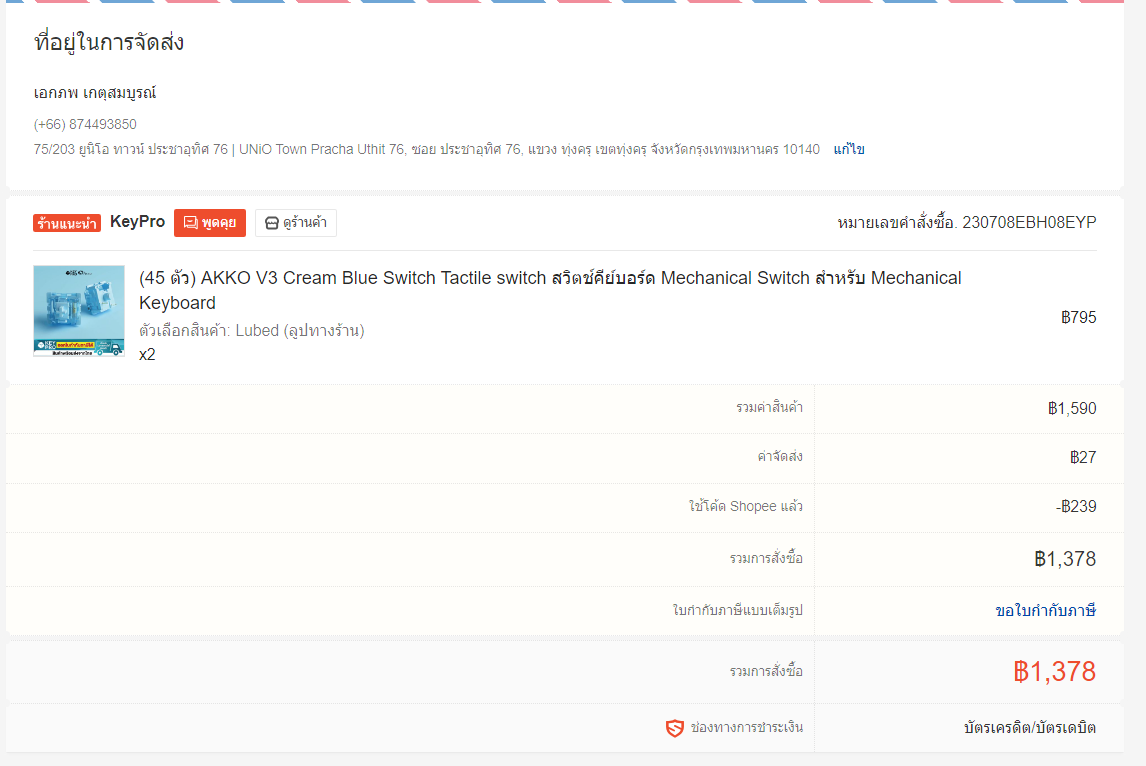 ที่อยู่ในการจัดส่ง
เอกภพ เกตุสมบูรณ์
(+66) 874493850
75/203 ยูนิโอ ทาวน์ ประชาอุทิศ 76 | UNiO Town Pracha Uthit 76, ซอย ประชาอุทิศ 76, แขวง ทุ่งครุ เขตทุ่งครุ จังหวัดกรุงเทพมหานคร 10140 แก้ไข
ร้านแนะนำ KeyPro พูดคุย ดูร้านค้า หมายเลขคำสั่งซื้อ. 230708EBH08EYP
(45 ตัว) AKKO V3 Cream Blue Switch Tactile switch สวิตช์คีย์บอร์ด Mechanical Switch สำหรับ Mechanical
Keyboard
฿795
ตัวเลือกสินค้า: Lubed (ลูปทางร้าน)
x2
รวมค่าสินค้า ฿1,590
ค่าจัดส่ง ฿27
ใช้โค้ด Shopee แล้ว -฿239
รวมการสั่งซื้อ ฿1,378
ใบกำกับภาษีแบบเต็มรูป ขอใบกำกับภาษี
รวมการสั่งซื้อ ฿1,378
ช่องทางการชำระเงิน บัตรเครดิต/บัตรเดบิต